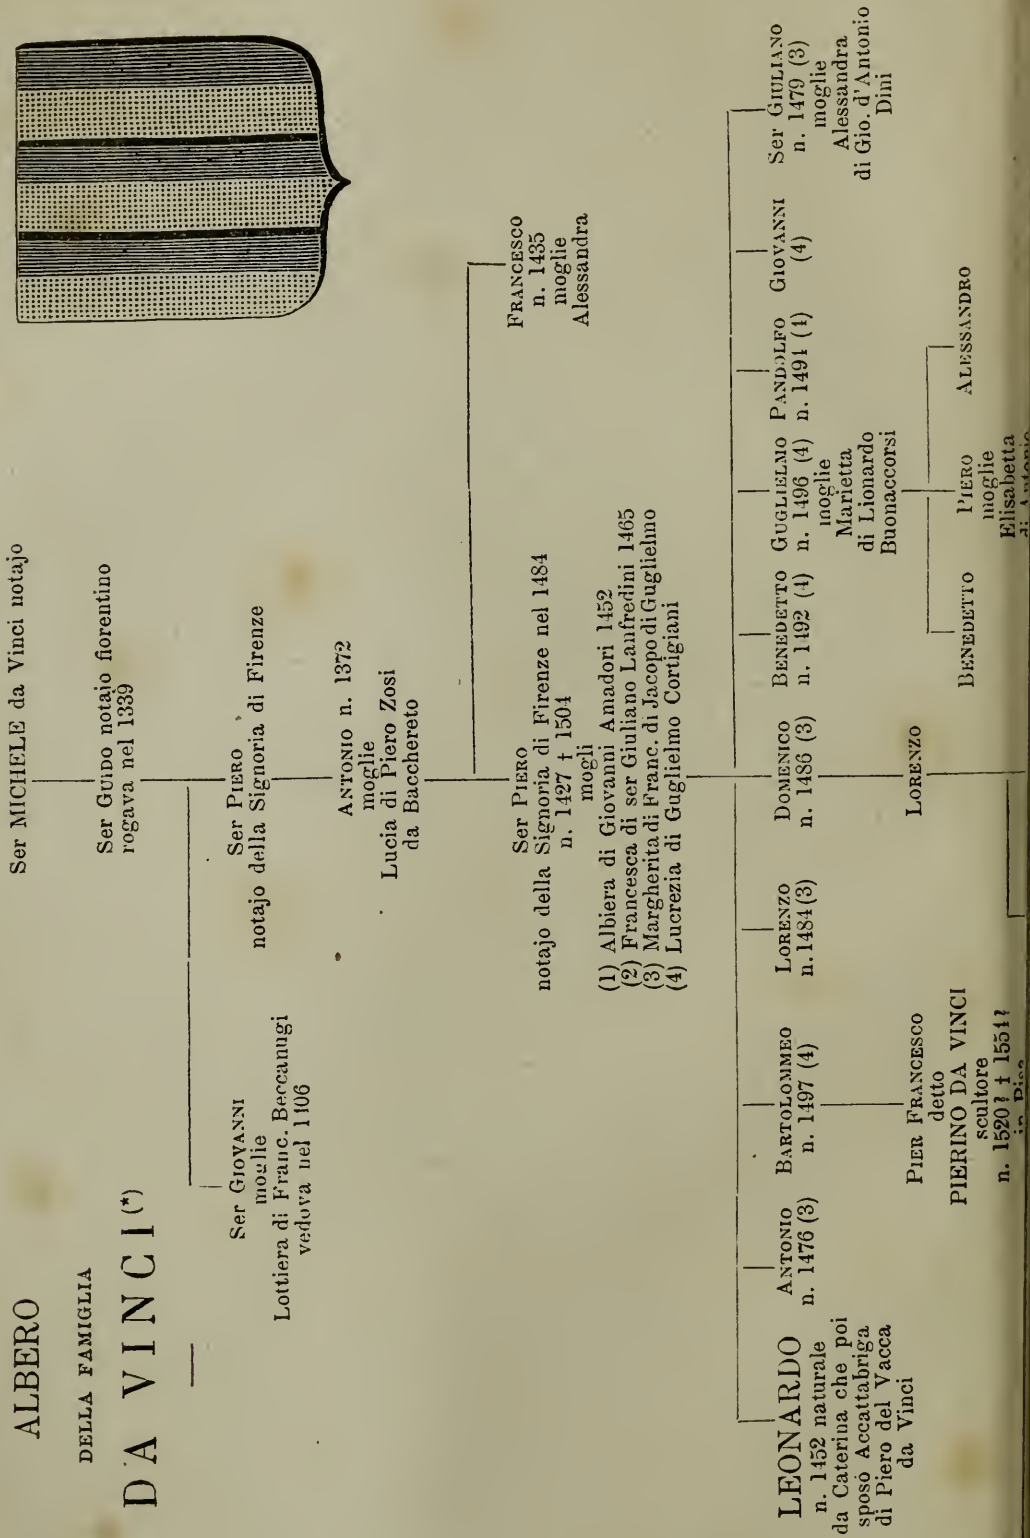 ALBERO
DELLA FAMIGLIA
DA VINCI (*)
Ser MICHELE da Vinci notajo
Ser GUIDO notajo fiorentino
rogava nel 1339
Ser GIOVANNI
moglie
Lottiera di Franc. Beccanugi
vedova nel 1406
Ser PIERO
notajo della Signoria di Firenze
ANTONIO n. 1372
moglie
Lucia di Piero Zosi
da Bacchereto
Ser PIERO
notajo della Signoria di Firenze nel 1484
n. 1427 † 1504
mogli
(1) Albiera di Giovanni Amadori 1452
(2) Francesca di ser Giuliano Lanfredini 1465
(3) Margherita di Franc. di Jacopo di Guglielmo
(4) Lucrezia di Guglielmo Cortigiani
FRANCESCO
n. 1435
moglie
Alessandra
LEONARDO
n. 1452 naturale
da Caterina che poi
sposò Accattabriga
di Piero del Vacca
da Vinci
ANTONIO
n. 1476 (3)
BARTOLOMMEO
n. 1497 (4)
LORENZO
n. 1484 (3)
DOMENICO
n. 1486 (3)
BENEDETTO
n. 1492 (4)
GUGLIELMO
n. 1496 (4)
moglie
Marietta
di Lionardo
Buonaccorsi
PANDOLFO
n. 1494 (4)
GIOVANNI
(4)
Ser GIULIANO
n. 1479 (3)
moglie
Alessandra
di Gio. d'Antonio
Dini
PIER FRANCESCO
detto
PIERINO DA VINCI
scultore
n. 1520? † 1554?
in Pisa
LORENZO
BENEDETTO
PIERO
moglie
Elisabetta
di Antonio
ALESSANDRO